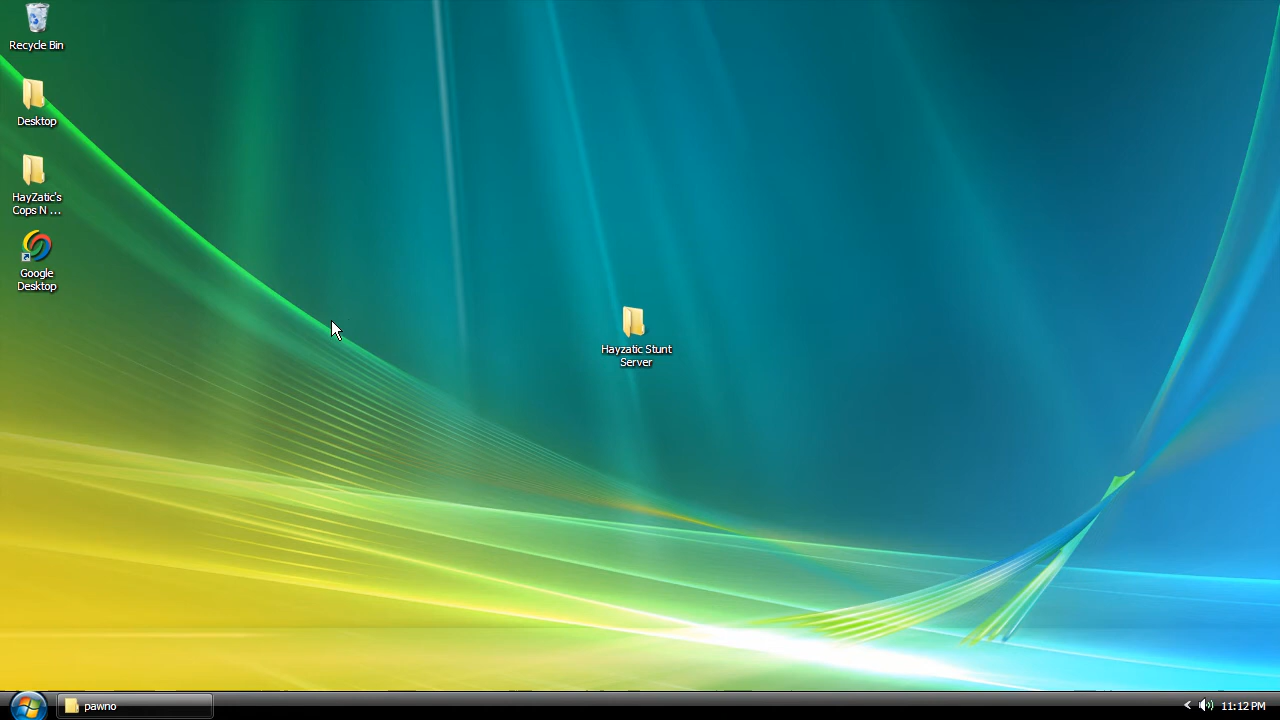 Recycle Bin
Desktop
HayZatic's
Cops N ...
Google
Desktop
Hayzatic Stunt
Server
pawno
11:12 PM